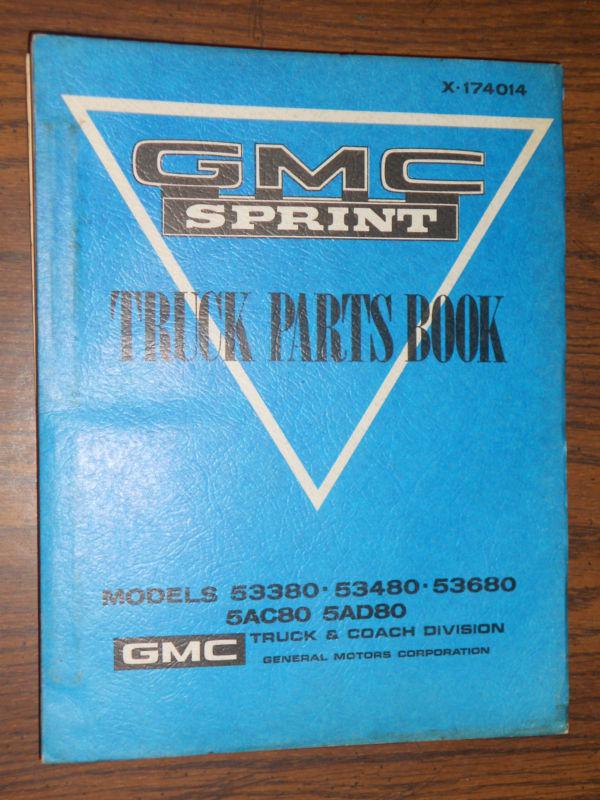 X-174014
GMC
SPRINT
TRUCK PARTS BOOK
MODELS 53380·53480·53680
5AC80 5AD80
TRUCK & COACH DIVISION
GMC
GENERAL MOTORS CORPORATION